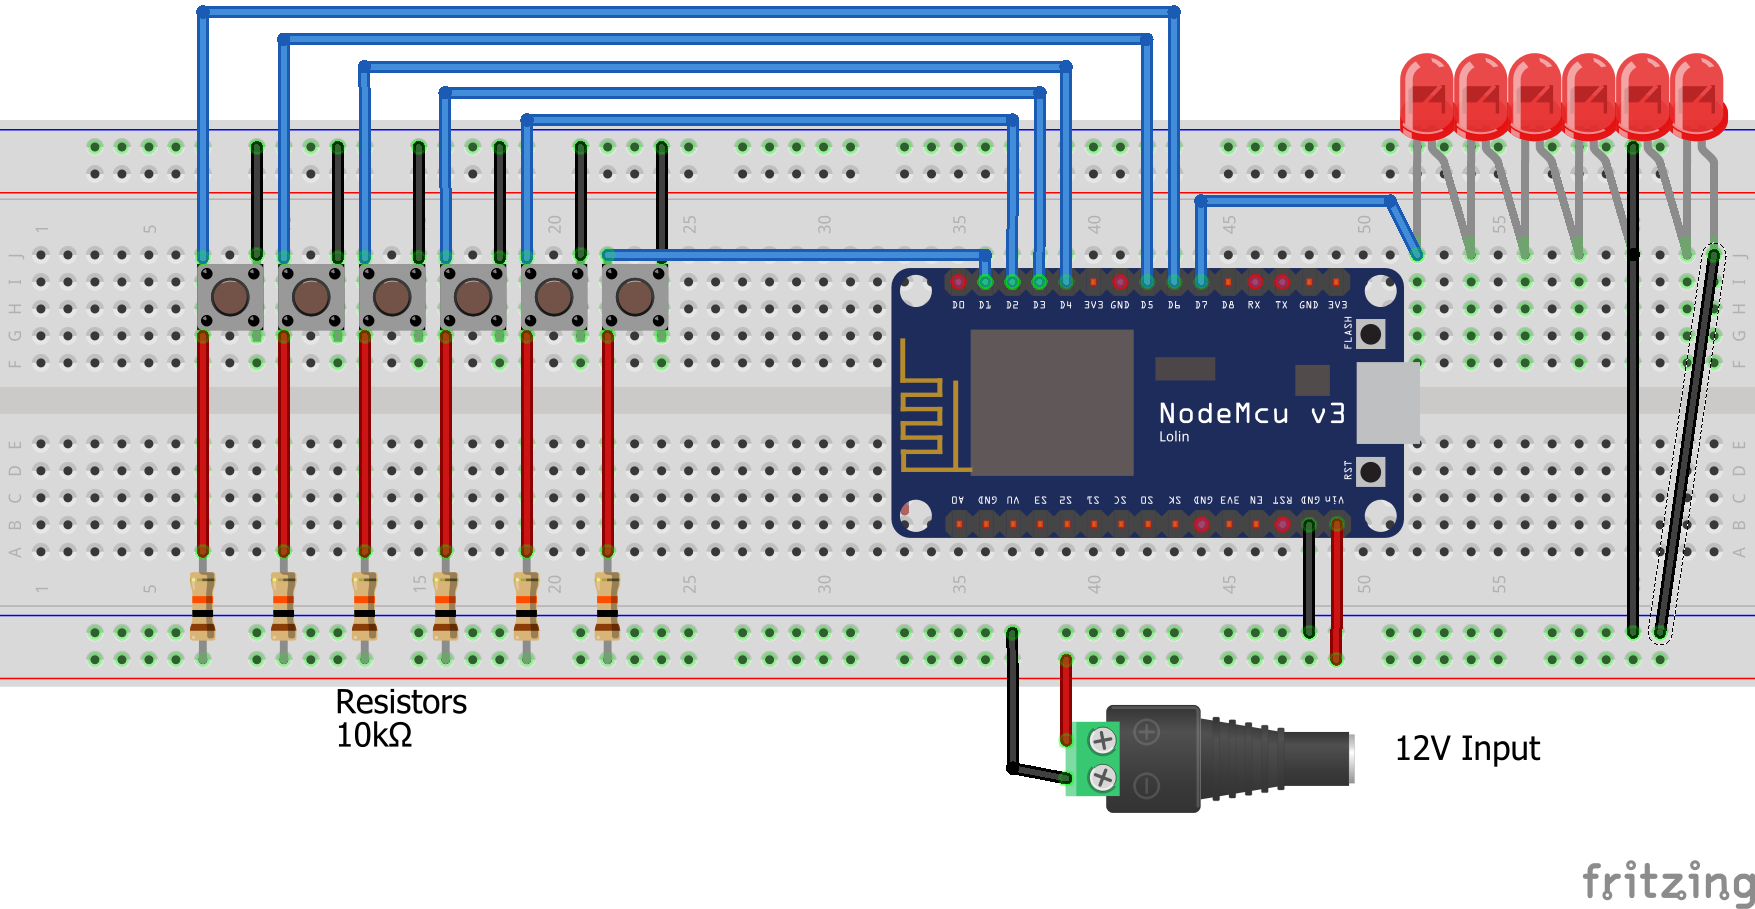 1 5 15 20 25 30 35 40 45 50 55
J J
I I
H H
G G
F F
D0 D1 D2 D3 D4 3V3 GND D5 D6 D7 D8 RX TX GND 3V3
FLASH
NodeMcu v3
Lolin
RST
A0 GND VU S3 S2 S1 SC SO SK GND 3V3 EN RST GND Vin
E E
D D
C C
B B
A A
1 5 15 20 25 30 35 40 45 50 55
Resistors
10kΩ
12V Input
fritzing